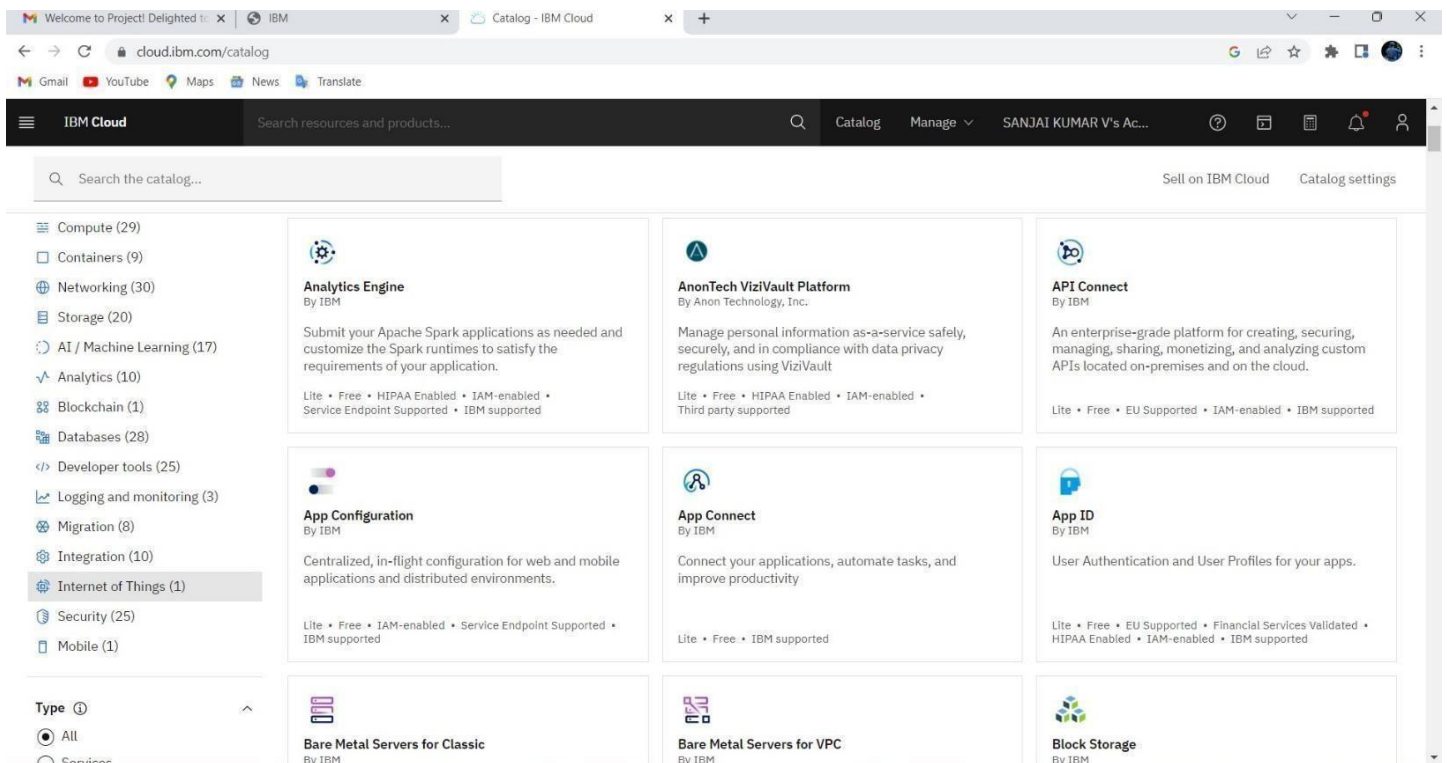 Welcome to Project! Delighted to
IBM
Catalog - IBM Cloud
cloud.ibm.com/catalog
Gmail
YouTube
Maps
News
Translate
IBM Cloud
Search resources and products...
Catalog
Manage
SANJAI KUMAR V's Ac...
Search the catalog...
Sell on IBM Cloud
Catalog settings
Compute (29)
Containers (9)
Networking (30)
Storage (20)
AI / Machine Learning (17)
Analytics (10)
Blockchain (1)
Databases (28)
Developer tools (25)
Logging and monitoring (3)
Migration (8)
Integration (10)
Internet of Things (1)
Security (25)
Mobile (1)
Type
All
Services
Analytics Engine
By IBM
Submit your Apache Spark applications as needed and
customize the Spark runtimes to satisfy the
requirements of your application.
Lite • Free • HIPAA Enabled • IAM-enabled •
Service Endpoint Supported • IBM supported
AnonTech ViziVault Platform
By Anon Technology, Inc.
Manage personal information as-a-service safely,
securely, and in compliance with data privacy
regulations using ViziVault
Lite • Free • HIPAA Enabled • IAM-enabled •
Third party supported
API Connect
By IBM
An enterprise-grade platform for creating, securing,
managing, sharing, monetizing, and analyzing custom
APIs located on-premises and on the cloud.
Lite • Free • EU Supported • IAM-enabled • IBM supported
App Configuration
By IBM
Centralized, in-flight configuration for web and mobile
applications and distributed environments.
Lite • Free • IAM-enabled • Service Endpoint Supported •
IBM supported
App Connect
By IBM
Connect your applications, automate tasks, and
improve productivity
Lite • Free • IBM supported
App ID
By IBM
User Authentication and User Profiles for your apps.
Lite • Free • EU Supported • Financial Services Validated •
HIPAA Enabled • IAM-enabled • IBM supported
Bare Metal Servers for Classic
By IBM
Bare Metal Servers for VPC
By IBM
Block Storage
By IBM